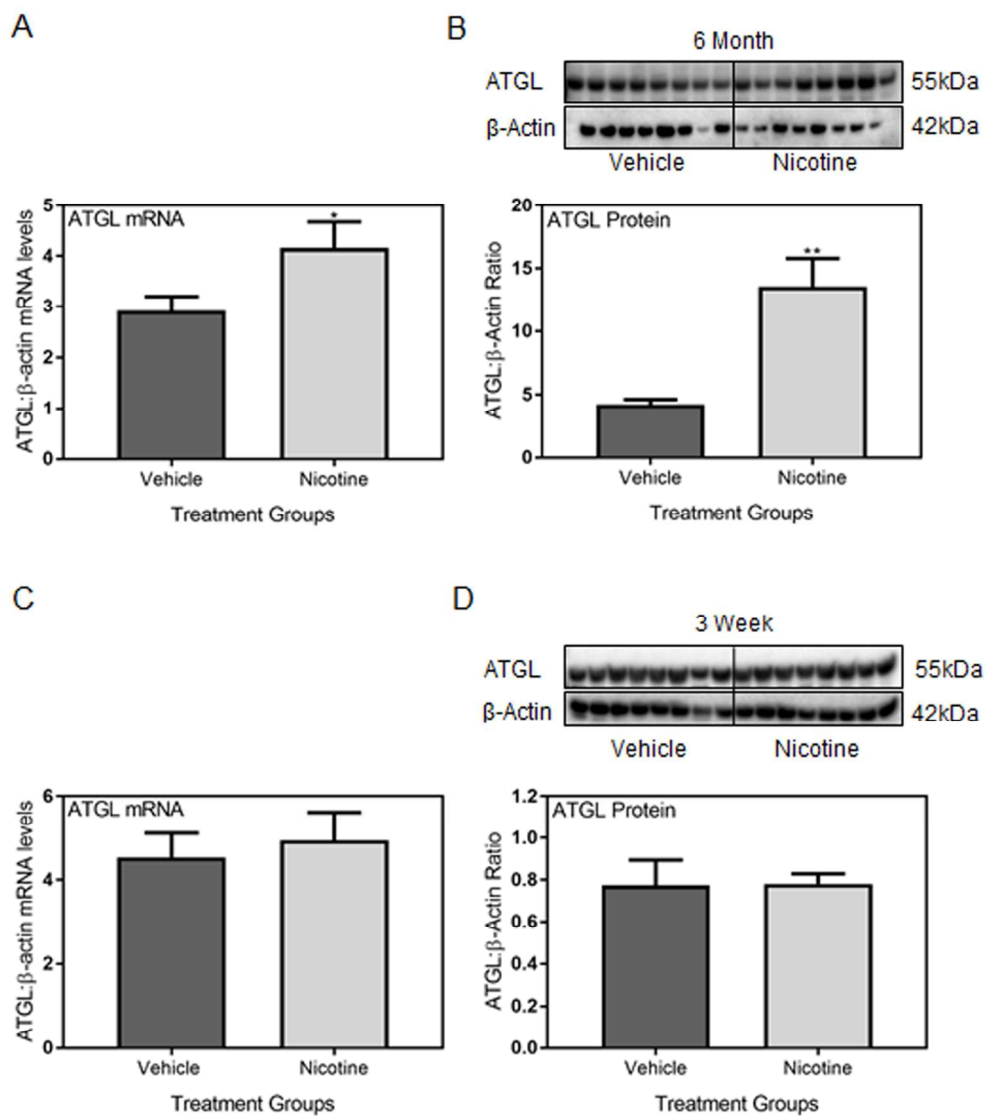 A
B
6 Month
ATGL
55kDa
β-Actin
42kDa
Vehicle
Nicotine
ATGL mRNA
ATGL:β-actin mRNA levels
5
4
3
2
1
0
*
Vehicle
Nicotine
Treatment Groups
ATGL Protein
ATGL:β-Actin Ratio
20
15
10
5
0
**
Vehicle
Nicotine
Treatment Groups
C
D
3 Week
ATGL
55kDa
β-Actin
42kDa
Vehicle
Nicotine
ATGL mRNA
ATGL:β-actin mRNA levels
6
4
2
0
Vehicle
Nicotine
Treatment Groups
ATGL Protein
ATGL:β-Actin Ratio
1.2
1.0
0.8
0.6
0.4
0.2
0.0
Vehicle
Nicotine
Treatment Groups